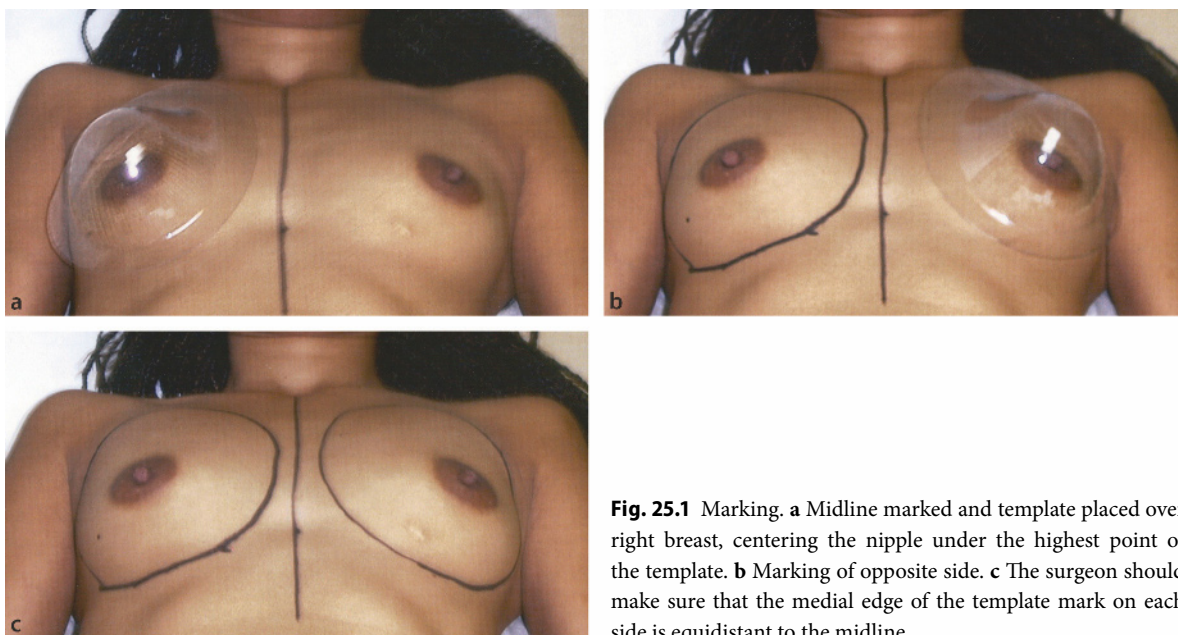 a
b
c
Fig. 25.1 Marking. a Midline marked and template placed over
right breast, centering the nipple under the highest point of
the template. b Marking of opposite side. c The surgeon should
make sure that the medial edge of the template mark on each
side is equidistant to the midline